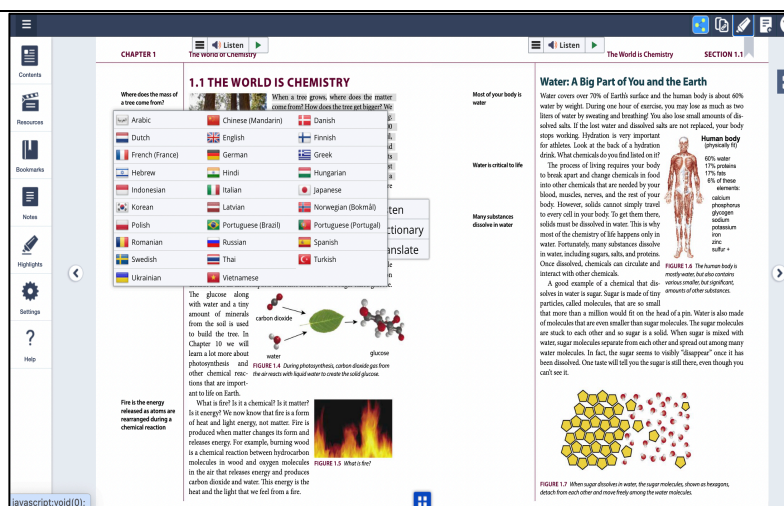 Contents
Resources
Bookmarks
Notes
Highlights
Settings
Help
javascript:void(0);
CHAPTER 1
The World of Chemistry
Listen
1.1 THE WORLD IS CHEMISTRY
Where does the mass of
a tree come from?
When a tree grows, where does the matter
come from? How does the tree get bigger? We
Arabic
Chinese (Mandarin)
Danish
Dutch
English
Finnish
French (France)
German
Greek
Hebrew
Hindi
Hungarian
Indonesian
Italian
Japanese
Korean
Latvian
Norwegian (Bokmål)
Polish
Portuguese (Brazil)
Portuguese (Portugal)
Romanian
Russian
Spanish
Swedish
Thai
Turkish
Ukrainian
Vietnamese
The glucose along
with water and a tiny
amount of minerals
from the soil is used
to build the tree. In
Chapter 10 we will
learn a lot more about
photosynthesis and
other chemical reac-
tions that are import-
ant to life on Earth.
carbon dioxide
water
glucose
FIGURE 1.4 During photosynthesis, carbon dioxide gas from
the air reacts with liquid water to create the solid glucose.
Fire is the energy
released as atoms are
rearranged during a
chemical reaction
What is fire? Is it a chemical? Is it matter?
Is it energy? We now know that fire is a form
of heat and light energy, not matter. Fire is
produced when matter changes its form and
releases energy. For example, burning wood
is a chemical reaction between hydrocarbon
molecules in wood and oxygen molecules
in the air that releases energy and produces
carbon dioxide and water. This energy is the
heat and the light that we feel from a fire.
FIGURE 1.5 What is fire?
Listen
The World is Chemistry
SECTION 1.1
Water: A Big Part of You and the Earth
Most of your body is
water
Water covers over 70% of Earth's surface and the human body is about 60%
water by weight. During one hour of exercise, you may lose as much as two
liters of water by sweating and breathing! You also lose small amounts of dis-
solved salts. If the lost water and dissolved salts are not replaced, your body
stops working. Hydration is very important
for athletes. Look at the back of a hydration
drink. What chemicals do you find listed on it?
Water is critical to life
The process of living requires your body
to break apart and change chemicals in food
into other chemicals that are needed by your
blood, muscles, nerves, and the rest of your
body. However, solids cannot simply travel
to every cell in your body. To get them there,
solids must be dissolved in water. This is why
most of the chemistry of life happens only in
water. Fortunately, many substances dissolve
in water, including sugars, salts, and proteins.
Once dissolved, chemicals can circulate and
interact with other chemicals.
Many substances
dissolve in water
Human body
(physically fit)
60% water
17% proteins
17% fats
6% of these
elements:
calcium
phosphorus
glycogen
sodium
potassium
iron
zinc
sulfur +
FIGURE 1.6 The human body is
mostly water, but also contains
various smaller, but significant,
amounts of other substances.
A good example of a chemical that dis-
solves in water is sugar. Sugar is made of tiny
particles, called molecules, that are so small
that more than a million would fit on the head of a pin. Water is also made
of molecules that are even smaller than sugar molecules. The sugar molecules
are stuck to each other and so sugar is a solid. When sugar is mixed with
water, sugar molecules separate from each other and spread out among many
water molecules. In fact, the sugar seems to visibly "disappear" once it has
been dissolved. One taste will tell you the sugar is still there, even though you
can't see it.
FIGURE 1.7 When sugar dissolves in water, the sugar molecules, shown as hexagons,
detach from each other and move freely among the water molecules.